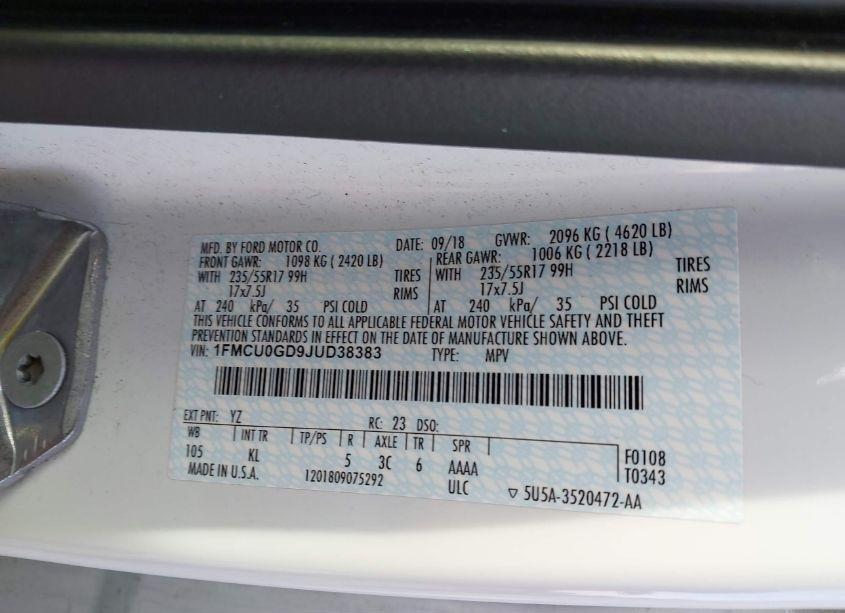 MFD. BY FORD MOTOR CO. DATE: 09/18 GVWR: 2096 KG ( 4620 LB)
FRONT GAWR: 1098 KG ( 2420 LB) REAR GAWR: 1006 KG ( 2218 LB)
WITH 235/55R17 99H TIRES WITH 235/55R17 99H TIRES
17x7.5J RIMS 17x7.5J RIMS
AT 240 kPa/ 35 PSI COLD AT 240 kPa/ 35 PSI COLD
THIS VEHICLE CONFORMS TO ALL APPLICABLE FEDERAL MOTOR VEHICLE SAFETY AND THEFT
PREVENTION STANDARDS IN EFFECT ON THE DATE OF MANUFACTURE SHOWN ABOVE.
VIN: 1FMCU0GD9JUD38383 TYPE: MPV
EXT PNT: YZ RC: 23 DSO:
WB INT TR TP/PS R AXLE TR SPR F0108
105 KL 5 3C 6 AAAA T0343
MADE IN U.S.A. 1201809075292 ULC ▽ 5U5A-3520472-AA